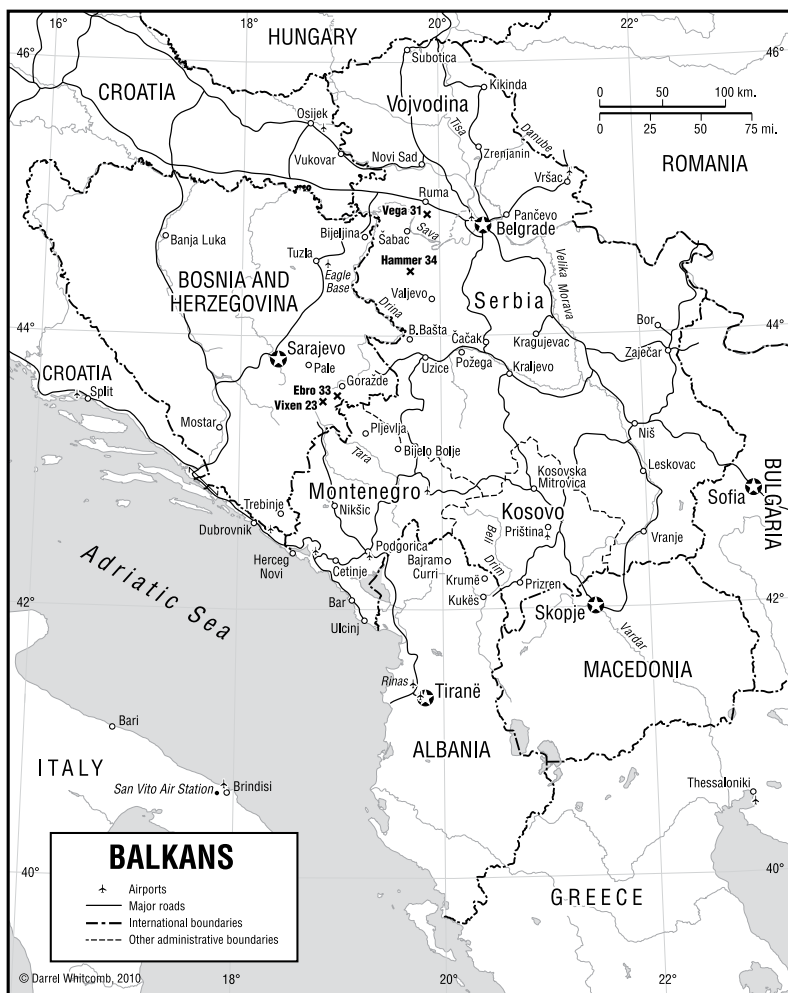 16°
18°
20°
22°
46°
46°
HUNGARY
Subotica
CROATIA
Kikinda
Vojvodina
0 50 100 km.
0 25 50 75 mi.
Osijek
Tisa
Danube
Vukovar
Novi Sad
Zrenjanin
ROMANIA
Vršac
Ruma
Vega 31
Pančevo
Belgrade
Banja Luka
Bijeljina
Šabac
Sava
Tuzla
Eagle
Base
Hammer 34
BOSNIA AND
HERZEGOVINA
Valjevo
Drina
Serbia
Velika Morava
Bor
44°
44°
B.Bašta
Čačak
Kragujevac
Zaječar
Sarajevo
Pale
Uzice
Požega
Kraljevo
CROATIA
Split
Goražde
Ebro 33
Vixen 23
Mostar
Pljevlja
Niš
Bijelo Bolje
Tara
Leskovac
Kosovska
Mitrovica
BULGARIA
Montenegro
Sofia
Trebinje
Nikšic
Kosovo
Priština
Dubrovnik
Vranje
Beli
Drim
Podgorica
Bajram
Curri
Herceg
Novi
Cetinje
Krumë
Prizren
Kukës
Adriatic Sea
Bar
Skopje
42°
42°
Ulcinj
Vardar
MACEDONIA
Rinas
Tiranë
Bari
ALBANIA
ITALY
San Vito Air Station
Brindisi
Thessaloniki
BALKANS
Airports
Major roads
International boundaries
Other administrative boundaries
40°
40°
GREECE
© Darrel Whitcomb, 2010
18°
20°
22°